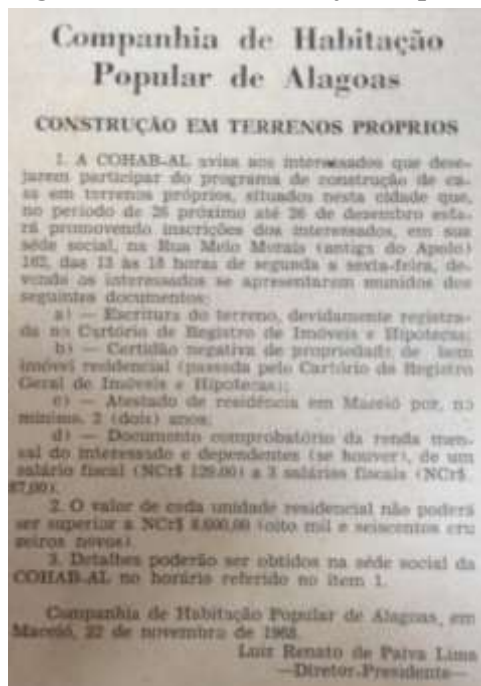 Companhia de Habitação
Popular de Alagoas
CONSTRUÇÃO EM TERRENOS PROPRIOS
1. A COHAB-AL avisa aos interessados que dese-
jarem participar do programa de construção de ca-
sa em terrenos próprios, situados nesta cidade que,
no período de 26 próximo até 26 de dezembro esta-
rá promovendo inscrições dos interessados, em sua
séde social, na Rua Melo Morais (antiga do Apolo)
162, das 13 às 18 horas de segunda a sexta-feira, de-
vendo os interessados se apresentarem munidos dos
seguintes documentos:
a) — Escritura do terreno, devidamente registra-
da no Cartório de Registro de Imóveis e Hipotecas;
b) — Certidão negativa de propriedade de bem
imóvel residencial (passada pelo Cartório de Registro
Geral de Imóveis e Hipotecas);
c) — Atestado de residência em Maceió por, no
mínimo, 2 (dois) anos;
d) — Documento comprobatório da renda men-
sal do interessado e dependentes (se houver), de um
salário fiscal (NCr$ 129,00) a 3 salários fiscais (NCr$
87,00).
2. O valor de cada unidade residencial não poderá
ser superior a NCr$ (oito mil e seiscentos cru
zeiros novos).
3. Detalhes poderão ser obtidos na séde social da
COHAB-AL no horário referido no item 1.
Companhia de Habitação Popular de Alagoas, em
Maceió, 22 de novembro de 1968.
Luiz Renato de Paiva Lima
—Diretor-Presidente—